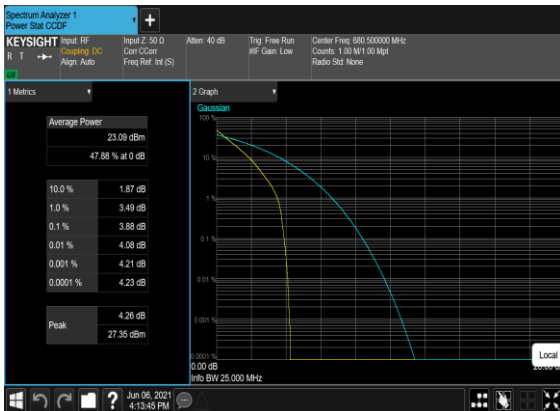 Spectrum Analyzer 1
Power Stat CCDF
KEYSIGHT
R T
LXI
Input: RF
Coupling: DC
Align: Auto
Input Z: 50 Ω
Corr CCorr
Freq Ref: Int (S)
Atten: 40 dB
Trig: Free Run
#IF Gain: Low
Center Freq: 680.500000 MHz
Counts: 1.00 M/1.00 Mpt
Radio Std: None
1 Metrics
Average Power
23.09 dBm
47.88 % at 0 dB
10.0 % 1.87 dB
1.0 % 3.49 dB
0.1 % 3.88 dB
0.01 % 4.08 dB
0.001 % 4.21 dB
0.0001 % 4.23 dB
Peak
4.26 dB
27.35 dBm
2 Graph
Gaussian
100 %
10 %
1 %
0.1 %
0.01 %
0.001 %
0.0001 %
0.00 dB
Info BW 25.000 MHz
Local
Jun 06, 2021
4:13:45 PM